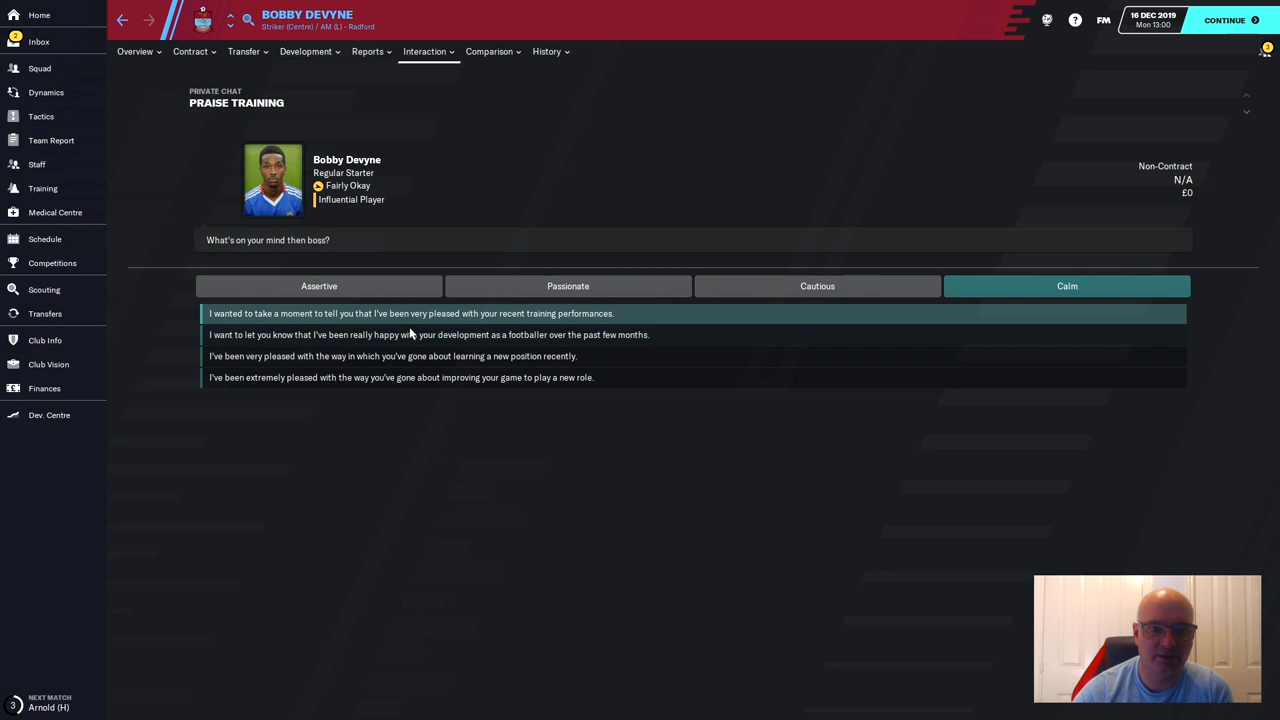 BOBBY DEVYNE
Striker (Centre) / AM (L) - Radford
FM
16 DEC 2019
Mon 13:00
CONTINUE
Home
2
Inbox
Squad
Dynamics
Tactics
Team Report
Staff
Training
Medical Centre
Schedule
Competitions
Scouting
Transfers
Club Info
Club Vision
Finances
Dev. Centre
3
NEXT MATCH
Arnold (H)
Overview
Contract
Transfer
Development
Reports
Interaction
Comparison
History
3
PRIVATE CHAT
PRAISE TRAINING
Bobby Devyne
Regular Starter
Fairly Okay
Influential Player
Non-Contract
N/A
£0
What's on your mind then boss?
Assertive
Passionate
Cautious
Calm
I wanted to take a moment to tell you that I've been very pleased with your recent training performances.
I want to let you know that I've been really happy with your development as a footballer over the past few months.
I've been very pleased with the way in which you've gone about learning a new position recently.
I've been extremely pleased with the way you've gone about improving your game to play a new role.